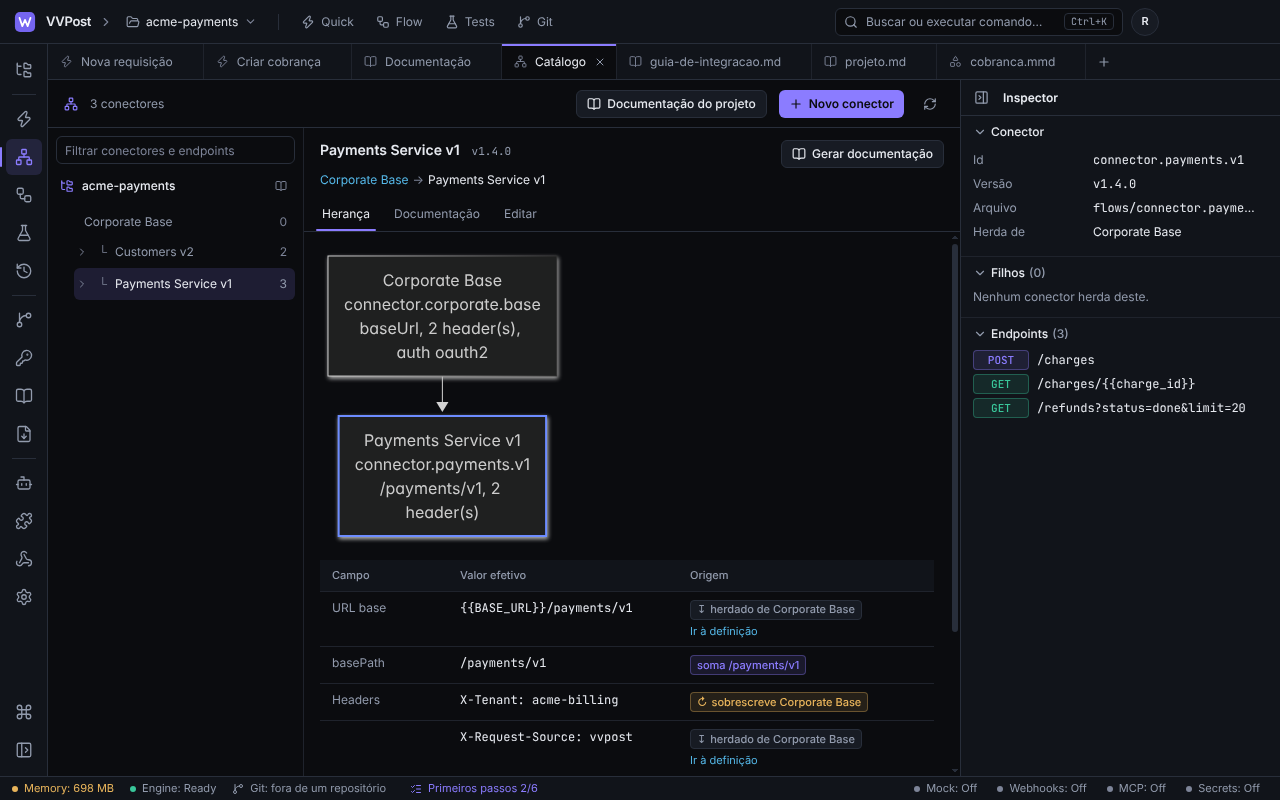 W VVPost acme-payments Quick Flow Tests Git Buscar ou executar comando... Ctrl+K R
Nova requisição Criar cobrança Documentação Catálogo guia-de-integracao.md projeto.md cobranca.mmd
3 conectores
Documentação do projeto
Novo conector
Filtrar conectores e endpoints
acme-payments
Corporate Base 0
Customers v2 2
Payments Service v1 3
Payments Service v1 v1.4.0
Gerar documentação
Corporate Base → Payments Service v1
Herança Documentação Editar
Corporate Base
connector.corporate.base
baseUrl, 2 header(s),
auth oauth2
Payments Service v1
connector.payments.v1
/payments/v1, 2
header(s)
Campo Valor efetivo Origem
URL base {{BASE_URL}}/payments/v1 herdado de Corporate Base
Ir à definição
basePath /payments/v1 soma /payments/v1
Headers X-Tenant: acme-billing sobrescreve Corporate Base
X-Request-Source: vvpost herdado de Corporate Base
Ir à definição
Inspector
Conector
Id connector.payments.v1
Versão v1.4.0
Arquivo flows/connector.payme...
Herda de Corporate Base
Filhos (0)
Nenhum conector herda deste.
Endpoints (3)
POST /charges
GET /charges/{{charge_id}}
GET /refunds?status=done&limit=20
Memory: 698 MB Engine: Ready Git: fora de um repositório Primeiros passos 2/6 Mock: Off Webhooks: Off MCP: Off Secrets: Off